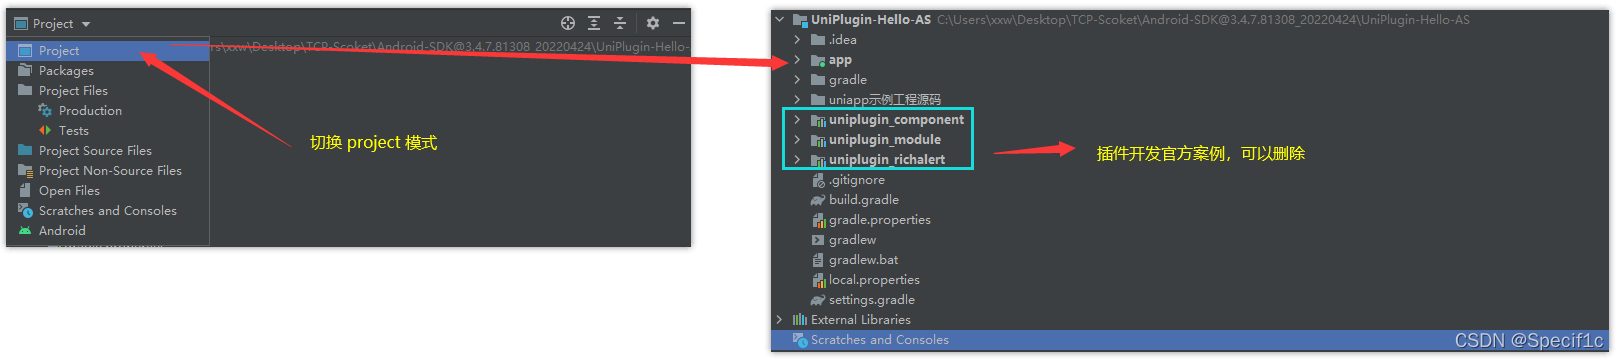 Project
Project
rs\xxw\Desktop\TCP-Scoket\Android-SDK@3.4.7.81308_20220424\UniPlugin-Hello-
Packages
Project Files
Production
Tests
Project Source Files
Project Non-Source Files
Open Files
Scratches and Consoles
Android
切换 project 模式
UniPlugin-Hello-AS C:\Users\xxw\Desktop\TCP-Scoket\Android-SDK@3.4.7.81308_20220424\UniPlugin-Hello-AS
.idea
app
gradle
uniapp示例工程源码
uniplugin_component
uniplugin_module
uniplugin_richalert
插件开发官方案例，可以删除
.gitignore
build.gradle
gradle.properties
gradlew
gradlew.bat
local.properties
settings.gradle
External Libraries
Scratches and Consoles
CSDN @Specif1c